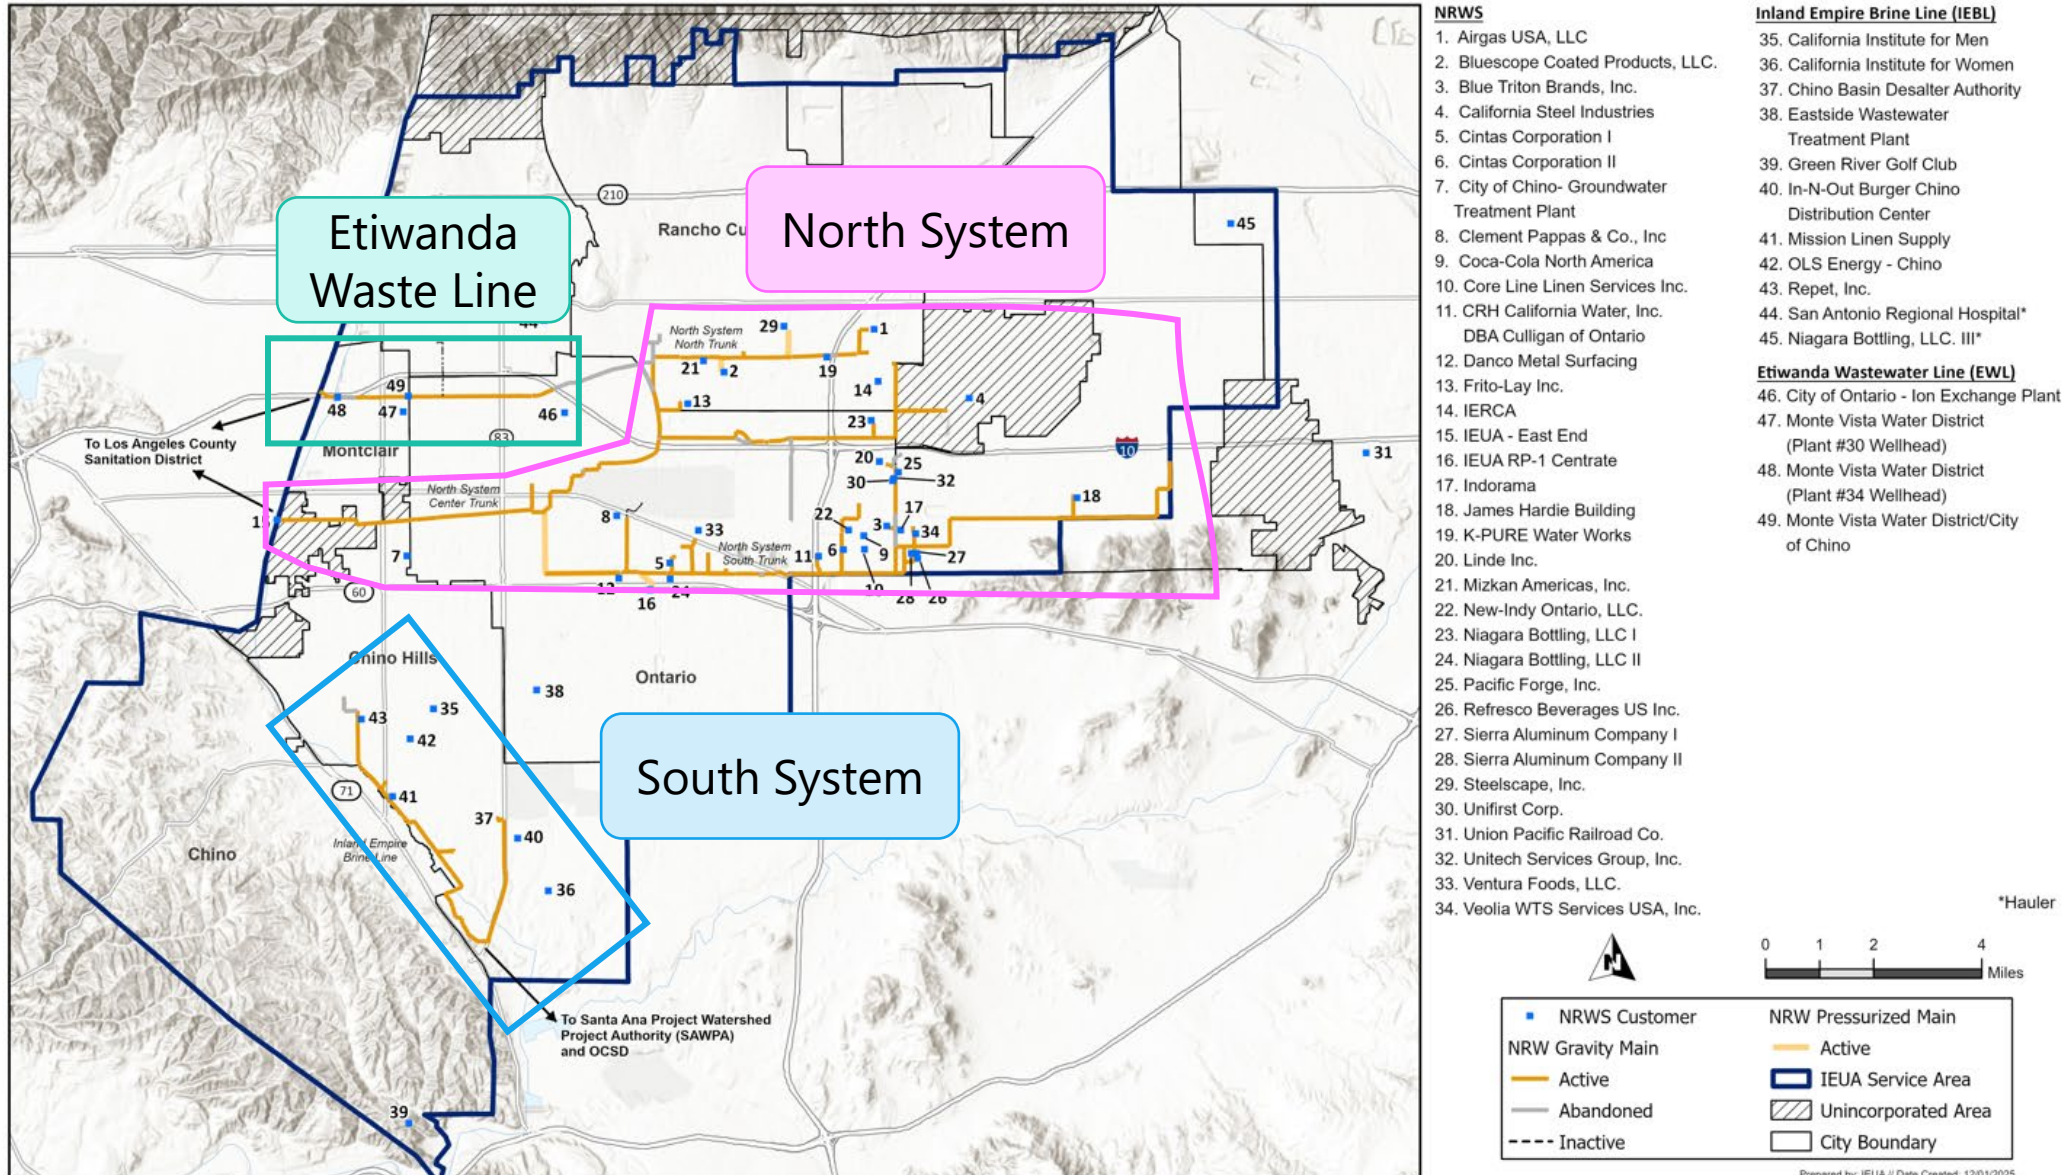 Etiwanda
Waste Line
North System
South System
210
Rancho Cu
45
44
North System
North Trunk
29
1
21
2
19
14
13
4
23
49
48
47
46
83
To Los Angeles County
Sanitation District
Montclair
10
31
20
25
30
32
North System
Center Trunk
18
17
15
8
22
3
34
33
North System
South Trunk
7
5
11
6
9
27
12
16
24
10
28
26
60
Chino Hills
Ontario
38
35
43
42
71
41
37
40
Inland Empire
Brine Line
Chino
36
To Santa Ana Project Watershed
Project Authority (SAWPA)
and OCSD
39
NRWS
1. Airgas USA, LLC
2. Bluescope Coated Products, LLC.
3. Blue Triton Brands, Inc.
4. California Steel Industries
5. Cintas Corporation I
6. Cintas Corporation II
7. City of Chino- Groundwater
Treatment Plant
8. Clement Pappas & Co., Inc
9. Coca-Cola North America
10. Core Line Linen Services Inc.
11. CRH California Water, Inc.
DBA Culligan of Ontario
12. Danco Metal Surfacing
13. Frito-Lay Inc.
14. IERCA
15. IEUA - East End
16. IEUA RP-1 Centrate
17. Indorama
18. James Hardie Building
19. K-PURE Water Works
20. Linde Inc.
21. Mizkan Americas, Inc.
22. New-Indy Ontario, LLC.
23. Niagara Bottling, LLC I
24. Niagara Bottling, LLC II
25. Pacific Forge, Inc.
26. Refresco Beverages US Inc.
27. Sierra Aluminum Company I
28. Sierra Aluminum Company II
29. Steelscape, Inc.
30. Unifirst Corp.
31. Union Pacific Railroad Co.
32. Unitech Services Group, Inc.
33. Ventura Foods, LLC.
34. Veolia WTS Services USA, Inc.
Inland Empire Brine Line (IEBL)
35. California Institute for Men
36. California Institute for Women
37. Chino Basin Desalter Authority
38. Eastside Wastewater
Treatment Plant
39. Green River Golf Club
40. In-N-Out Burger Chino
Distribution Center
41. Mission Linen Supply
42. OLS Energy - Chino
43. Repet, Inc.
44. San Antonio Regional Hospital*
45. Niagara Bottling, LLC. III*
Etiwanda Wastewater Line (EWL)
46. City of Ontario - Ion Exchange Plant
47. Monte Vista Water District
(Plant #30 Wellhead)
48. Monte Vista Water District
(Plant #34 Wellhead)
49. Monte Vista Water District/City
of Chino
*Hauler
N
0 1 2 4
Miles
NRWS Customer
NRW Gravity Main
Active
Abandoned
Inactive
NRW Pressurized Main
Active
IEUA Service Area
Unincorporated Area
City Boundary
Prepared by: IEUA // Date Created: 12/01/2025